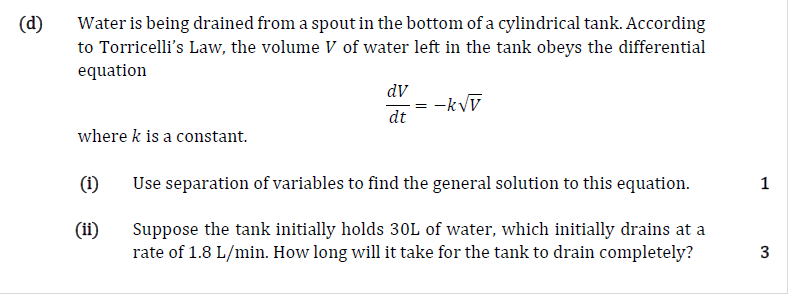 (d) Water is being drained from a spout in the bottom of a cylindrical tank. According
to Torricelli's Law, the volume V of water left in the tank obeys the differential
equation
dV/dt = −k√V
where k is a constant.
(i) Use separation of variables to find the general solution to this equation. 1
(ii) Suppose the tank initially holds 30L of water, which initially drains at a
rate of 1.8 L/min. How long will it take for the tank to drain completely? 3